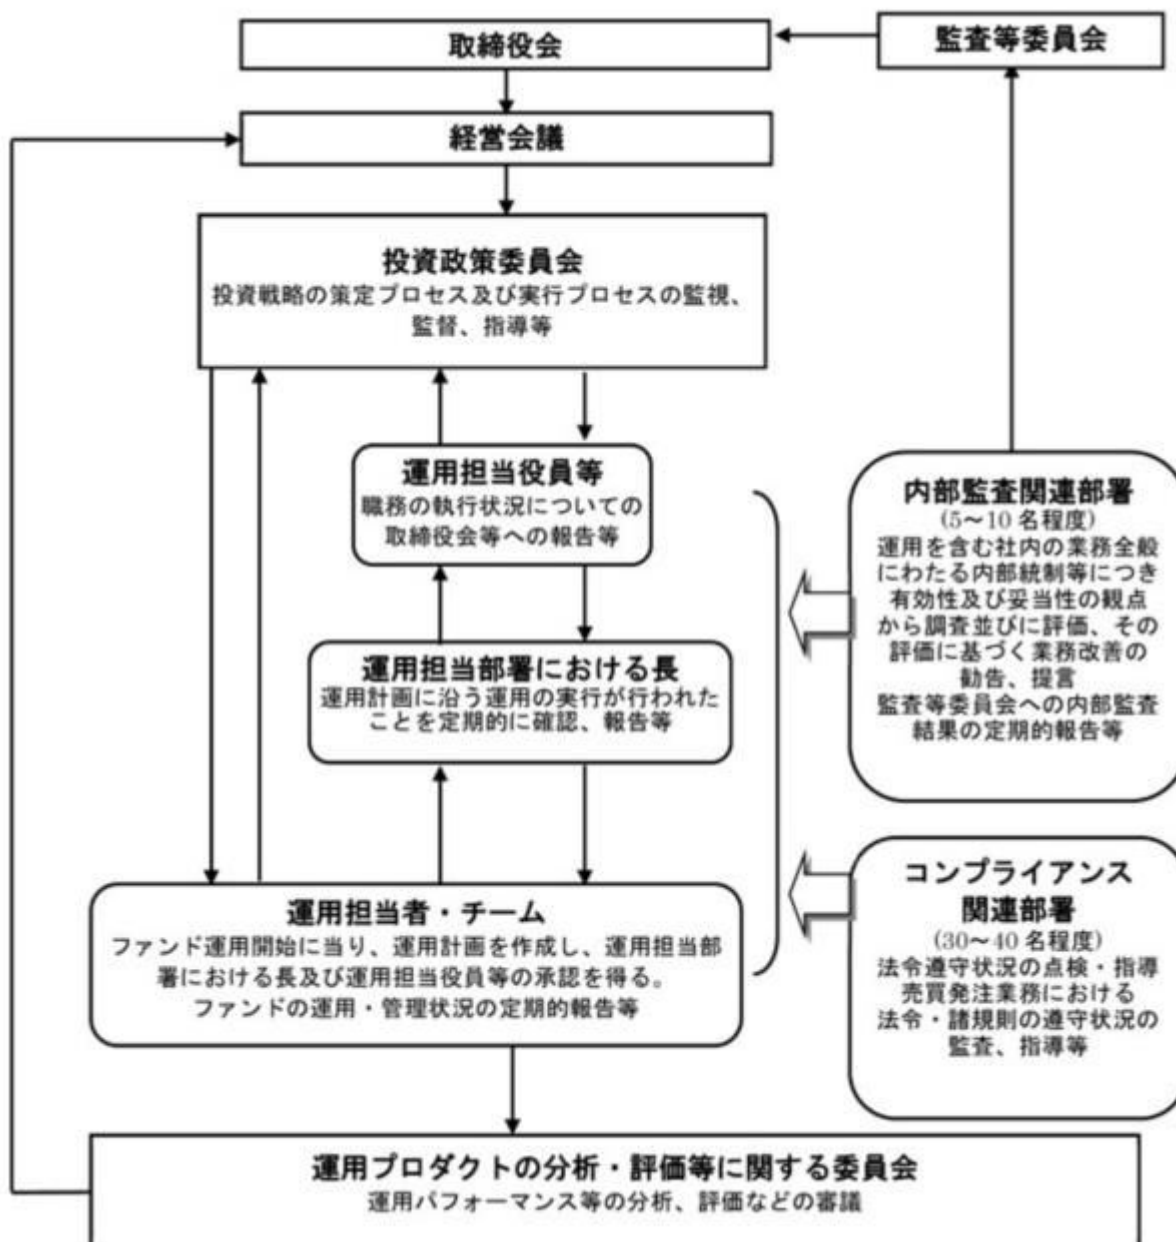 取締役会
監査等委員会
経営会議
投資政策委員会
投資戦略の策定プロセス及び実行プロセスの監視、
監督、指導等
運用担当役員等
職務の執行状況についての
取締役会等への報告等
運用担当部署における長
運用計画に沿う運用の実行が行われた
ことを定期的に確認、報告等
運用担当者・チーム
ファンド運用開始に当り、運用計画を作成し、運用担当部
署における長及び運用担当役員等の承認を得る。
ファンドの運用・管理状況の定期的報告等
内部監査関連部署
(5～10 名程度)
運用を含む社内の業務全般
にわたる内部統制等につき
有効性及び妥当性の観点
から調査並びに評価、その
評価に基づく業務改善の
勧告、提言
監査等委員会への内部監査
結果の定期的報告等
コンプライアンス
関連部署
(30～40 名程度)
法令遵守状況の点検・指導
売買発注業務における
法令・諸規則の遵守状況の
監査、指導等
運用プロダクトの分析・評価等に関する委員会
運用パフォーマンス等の分析、評価などの審議